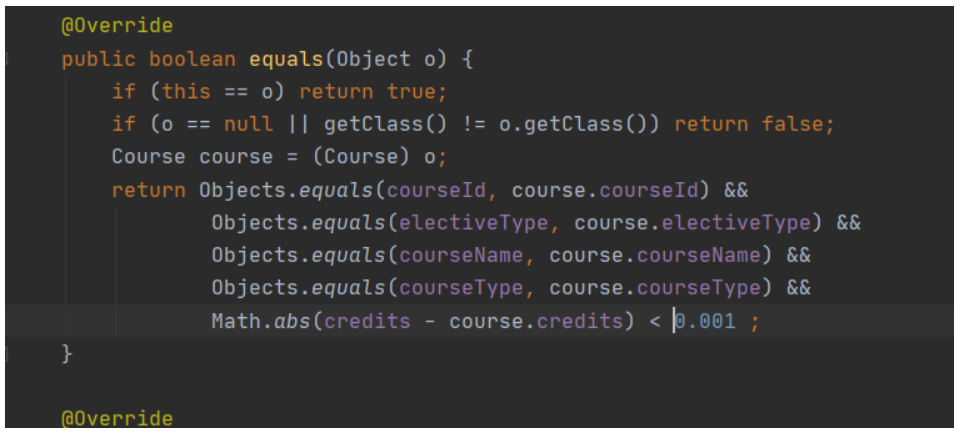 @Override
public boolean equals(Object o) {
if (this == o) return true;
if (o == null || getClass() != o.getClass()) return false;
Course course = (Course) o;
return Objects.equals(courseId, course.courseId) &&
Objects.equals(electiveType, course.electiveType) &&
Objects.equals(courseName, course.courseName) &&
Objects.equals(courseType, course.courseType) &&
Math.abs(credits - course.credits) < 0.001 ;
}
@Override